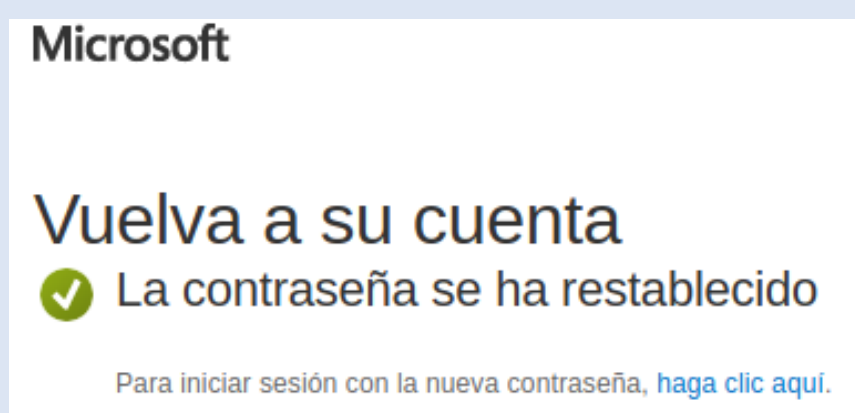 Microsoft
Vuelva a su cuenta
La contraseña se ha restablecido
Para iniciar sesión con la nueva contraseña, haga clic aquí.